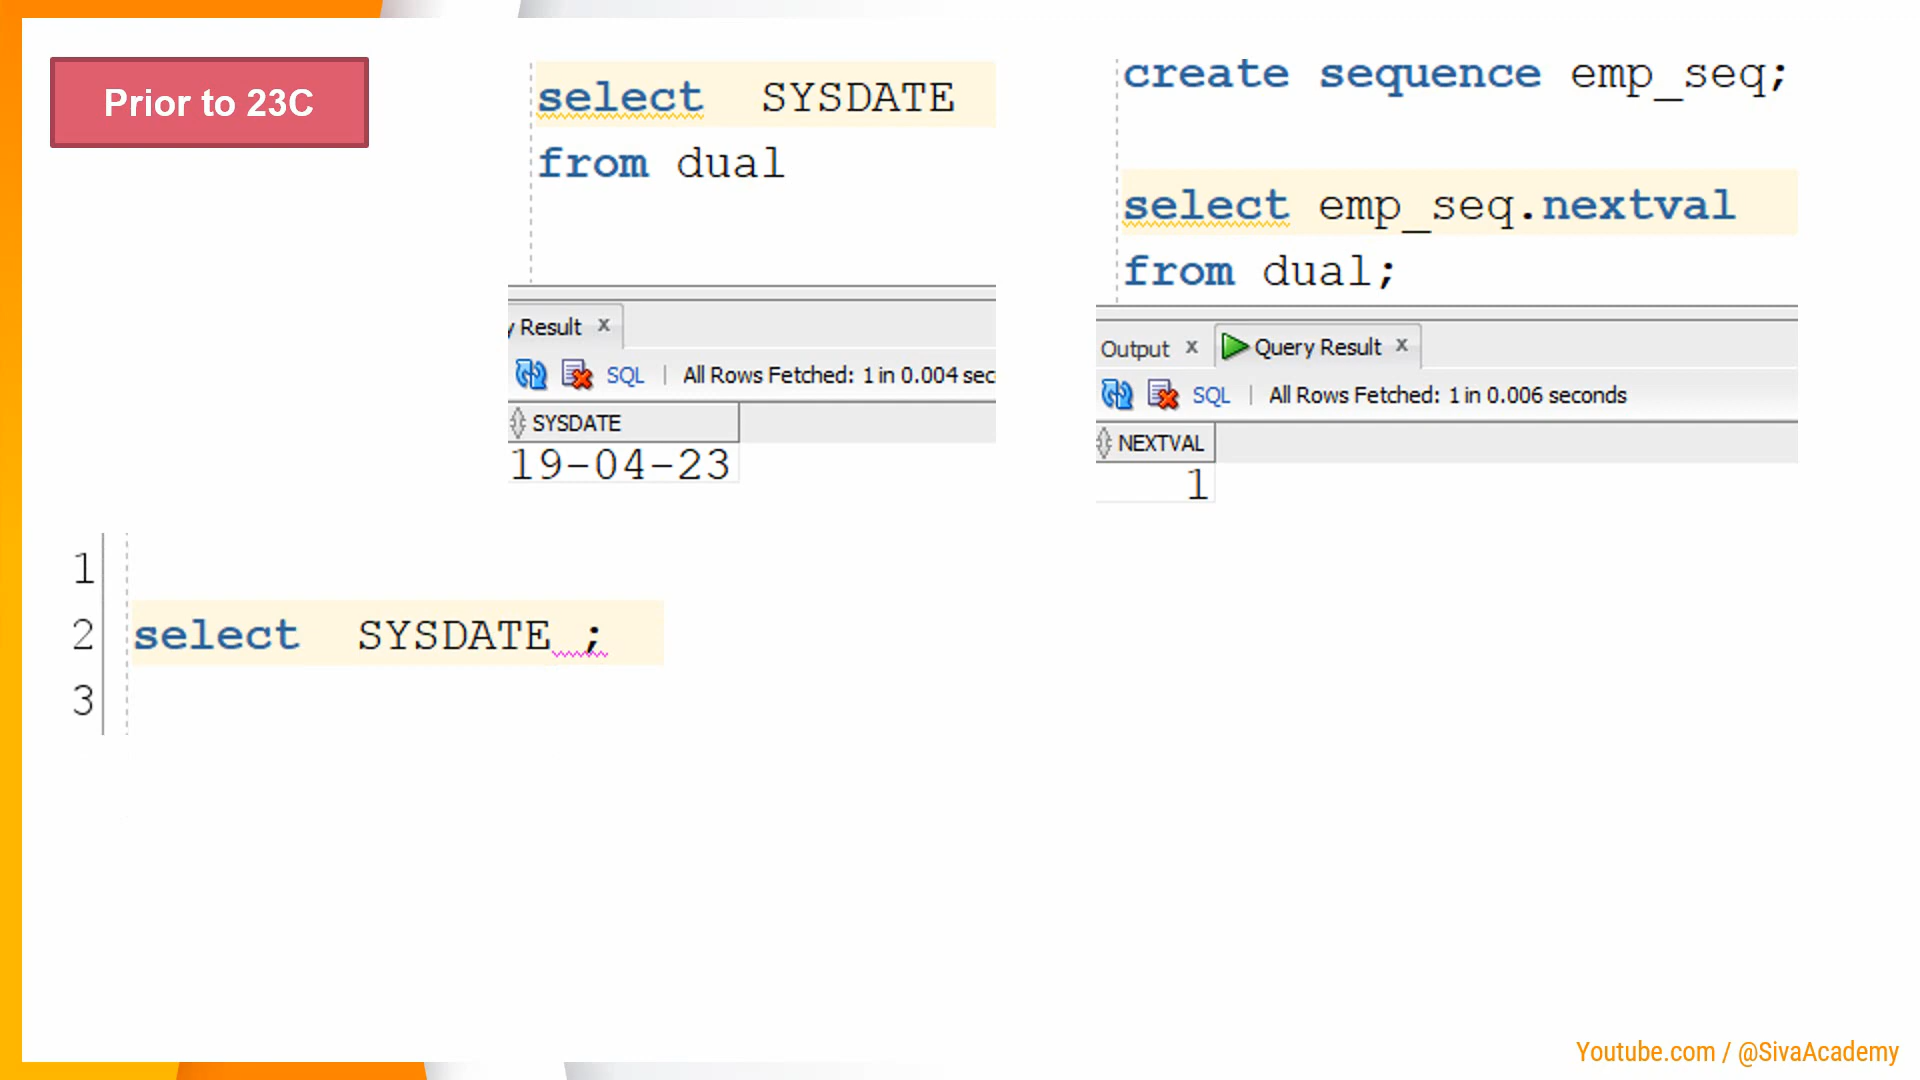 Prior to 23C
select SYSDATE
from dual
y Result x
SQL | All Rows Fetched: 1 in 0.004 sec
SYSDATE
19-04-23
create sequence emp_seq;
select emp_seq.nextval
from dual;
Output x Query Result x
SQL | All Rows Fetched: 1 in 0.006 seconds
NEXTVAL
1
1
2 select SYSDATE ;
3
Youtube.com / @SivaAcademy